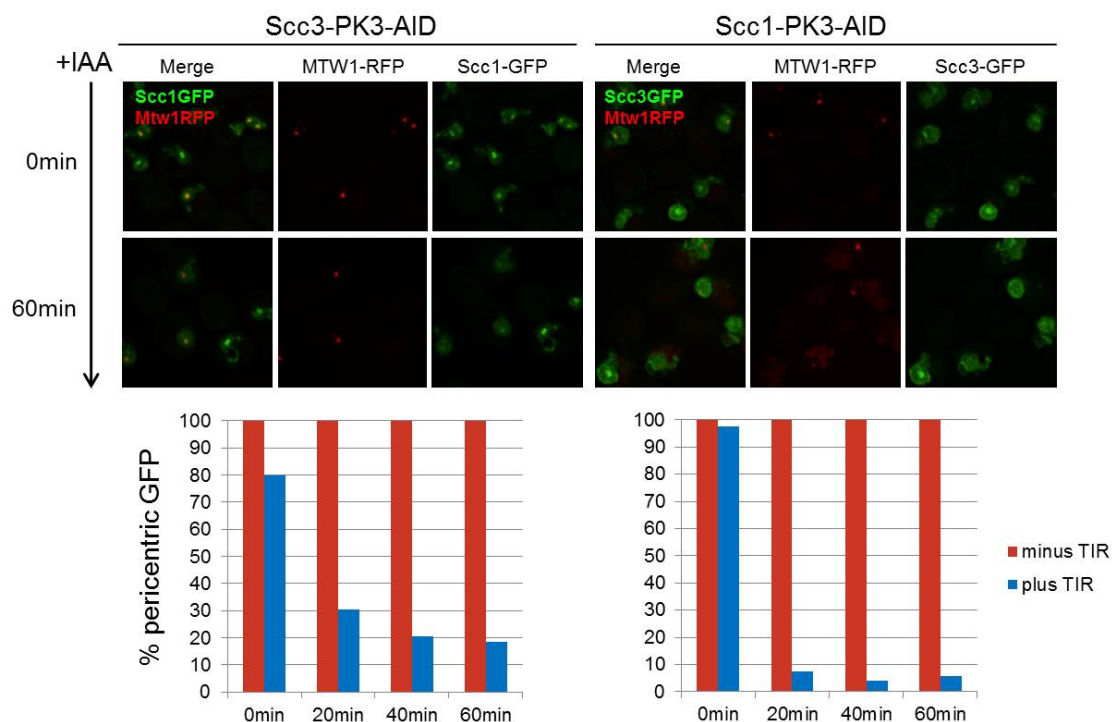 Scc3-PK3-AID
Scc1-PK3-AID
+IAA
Merge MTW1-RFP Scc1-GFP
Merge MTW1-RFP Scc3-GFP
Scc1GFP
Mtw1RFP
Scc3GFP
Mtw1RFP
0min
60min
% pericentric GFP
100
90
80
70
60
50
40
30
20
10
0
0min 20min 40min 60min
100
90
80
70
60
50
40
30
20
10
0
0min 20min 40min 60min
minus TIR
plus TIR